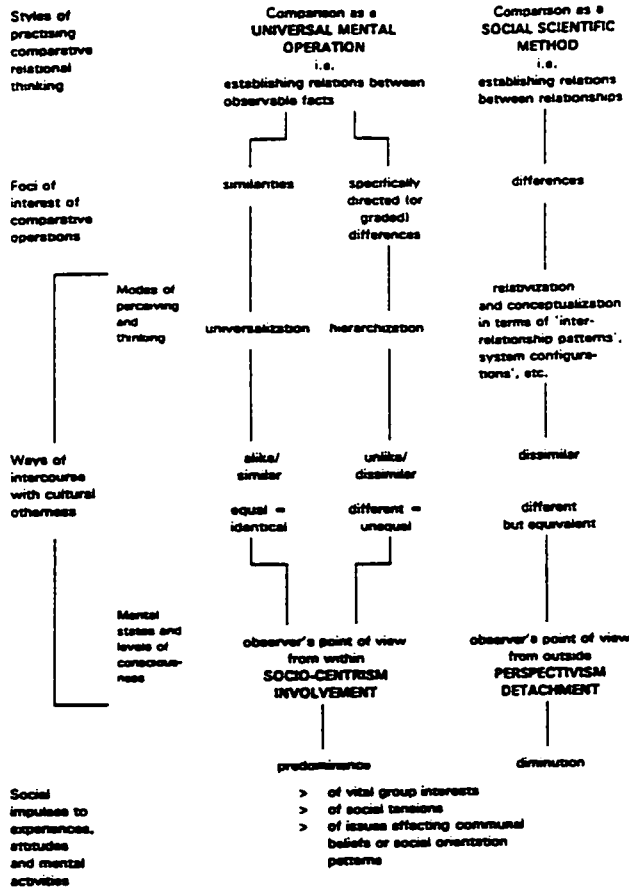 Styles of
practising
comparative
relational
thinking
Comparison as a
UNIVERSAL MENTAL
OPERATION
i.e.
establishing relations between
observable facts
Comparison as a
SOCIAL SCIENTIFIC
METHOD
i.e.
establishing relations
between relationships
Foci of
interest of
comparative
operations
similarities
specifically
directed (or
graded)
differences
differences
Modes of
perceiving
and
thinking
universalization
hierarchization
relativization
and conceptualization
in terms of 'inter-
relationship patterns',
system configura-
tions', etc.
Ways of
intercourse
with cultural
otherness
alike/
similar
equal =
identical
unlike/
dissimilar
different =
unequal
dissimilar
different
but equivalent
Mental
states and
levels of
conscious-
ness
observer's point of view
from within
SOCIO-CENTRISM
INVOLVEMENT
observer's point of view
from outside
PERSPECTIVISM
DETACHMENT
predominance
diminution
Social
impulses to
experiences,
attitudes
and mental
activities
> of vital group interests
> of social tensions
> of issues affecting communal
beliefs or social orientation
patterns